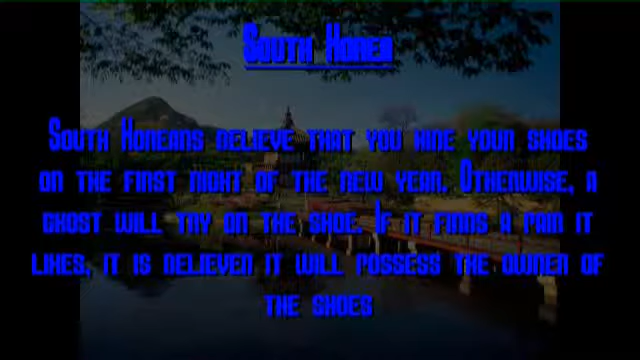 South Korea
South Koreans believe that you hide your shoes
on the first night of the new year. Otherwise, a
ghost will try on the shoe. If it finds a pair it
likes, it is believed it will possess the owner of
the shoes